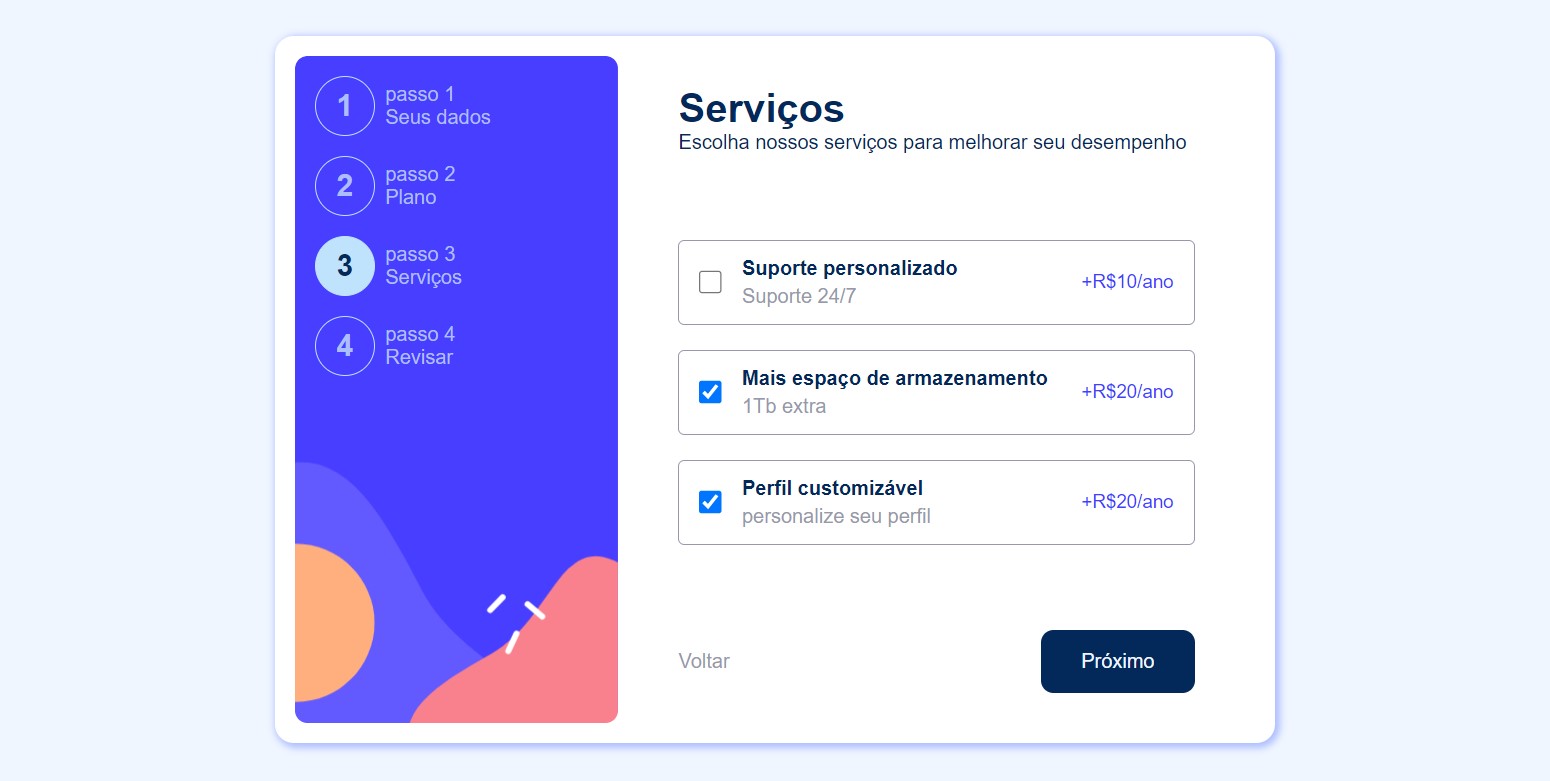 1
passo 1
Seus dados
2
passo 2
Plano
3
passo 3
Serviços
4
passo 4
Revisar
Serviços
Escolha nossos serviços para melhorar seu desempenho
Suporte personalizado
Suporte 24/7
+R$10/ano
Mais espaço de armazenamento
1Tb extra
+R$20/ano
Perfil customizável
personalize seu perfil
+R$20/ano
Voltar
Próximo